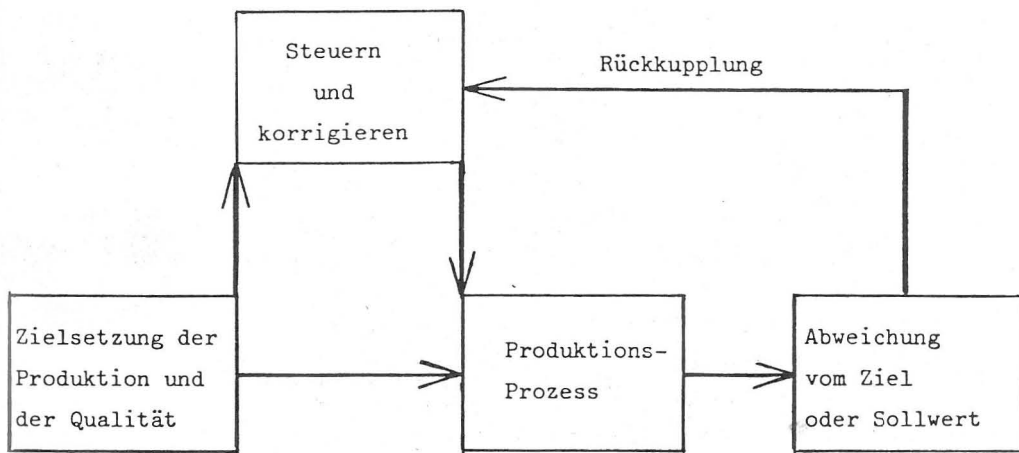 Steuern
und
korrigieren
Rückkupplung
Zielsetzung der
Produktion und
der Qualität
Produktions-
Prozess
Abweichung
vom Ziel
oder Sollwert